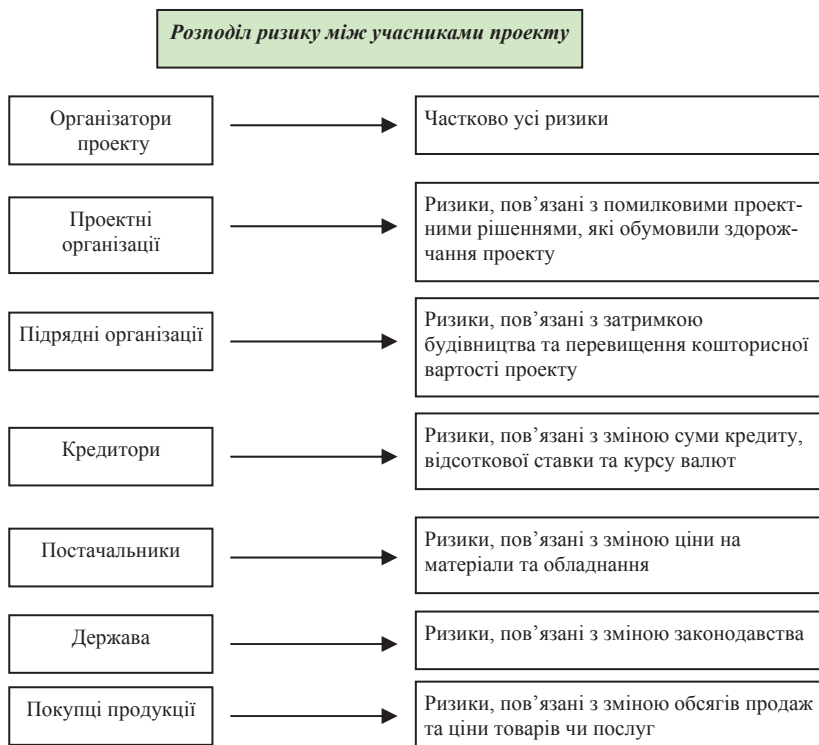 Розподіл ризику між учасниками проекту
Організатори
проекту
Частково усі ризики
Проектні
організації
Ризики, пов’язані з помилковими проект-
ними рішеннями, які обумовили здорож-
чання проекту
Підрядні організації
Ризики, пов’язані з затримкою
будівництва та перевищення кошторисної
вартості проекту
Кредитори
Ризики, пов’язані з зміною суми кредиту,
відсоткової ставки та курсу валют
Постачальники
Ризики, пов’язані з зміною ціни на
матеріали та обладнання
Держава
Ризики, пов’язані з зміною законодавства
Покупці продукції
Ризики, пов’язані з зміною обсягів продаж
та ціни товарів чи послуг